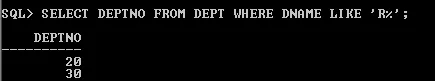 SQL> SELECT DEPTNO FROM DEPT WHERE DNAME LIKE 'R%';
DEPTNO
----------
20
30